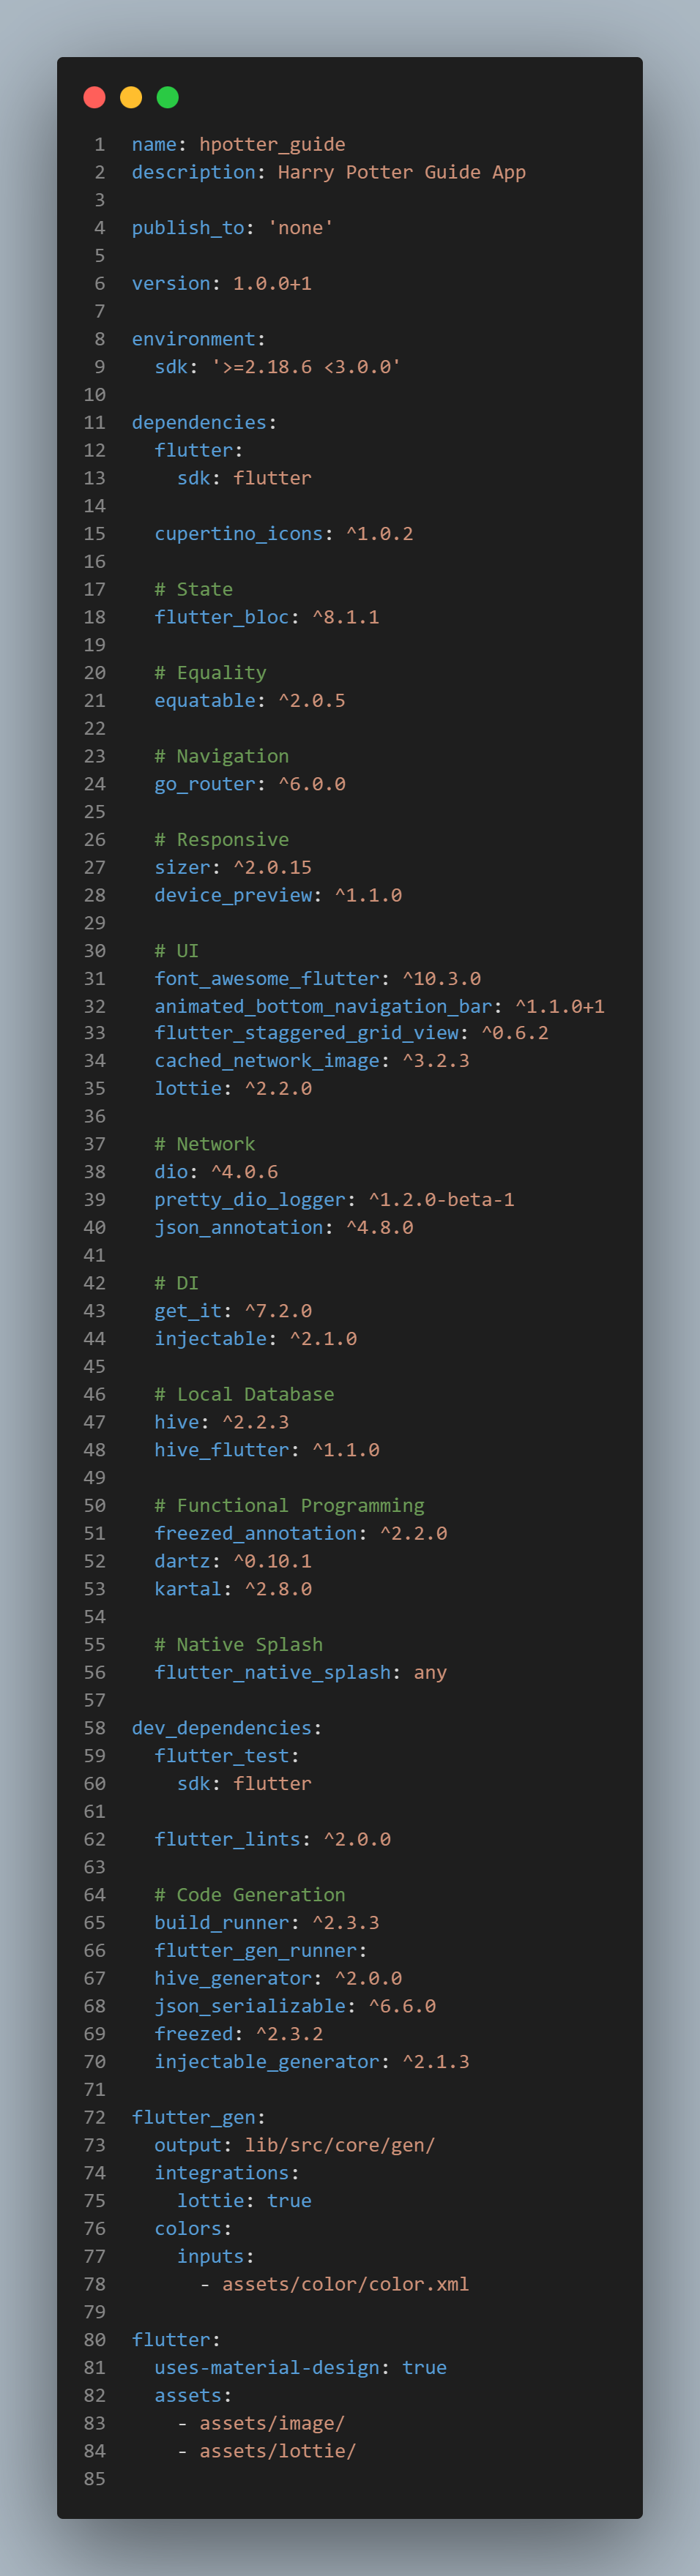 1 name: hpotter_guide
2 description: Harry Potter Guide App
3
4 publish_to: 'none'
5
6 version: 1.0.0+1
7
8 environment:
9   sdk: '>=2.18.6 <3.0.0'
10
11 dependencies:
12   flutter:
13     sdk: flutter
14
15   cupertino_icons: ^1.0.2
16
17   # State
18   flutter_bloc: ^8.1.1
19
20   # Equality
21   equatable: ^2.0.5
22
23   # Navigation
24   go_router: ^6.0.0
25
26   # Responsive
27   sizer: ^2.0.15
28   device_preview: ^1.1.0
29
30   # UI
31   font_awesome_flutter: ^10.3.0
32   animated_bottom_navigation_bar: ^1.1.0+1
33   flutter_staggered_grid_view: ^0.6.2
34   cached_network_image: ^3.2.3
35   lottie: ^2.2.0
36
37   # Network
38   dio: ^4.0.6
39   pretty_dio_logger: ^1.2.0-beta-1
40   json_annotation: ^4.8.0
41
42   # DI
43   get_it: ^7.2.0
44   injectable: ^2.1.0
45
46   # Local Database
47   hive: ^2.2.3
48   hive_flutter: ^1.1.0
49
50   # Functional Programming
51   freezed_annotation: ^2.2.0
52   dartz: ^0.10.1
53   kartal: ^2.8.0
54
55   # Native Splash
56   flutter_native_splash: any
57
58 dev_dependencies:
59   flutter_test:
60     sdk: flutter
61
62   flutter_lints: ^2.0.0
63
64   # Code Generation
65   build_runner: ^2.3.3
66   flutter_gen_runner:
67   hive_generator: ^2.0.0
68   json_serializable: ^6.6.0
69   freezed: ^2.3.2
70   injectable_generator: ^2.1.3
71
72 flutter_gen:
73   output: lib/src/core/gen/
74   integrations:
75     lottie: true
76   colors:
77     inputs:
78       - assets/color/color.xml
79
80 flutter:
81   uses-material-design: true
82   assets:
83     - assets/image/
84     - assets/lottie/
85